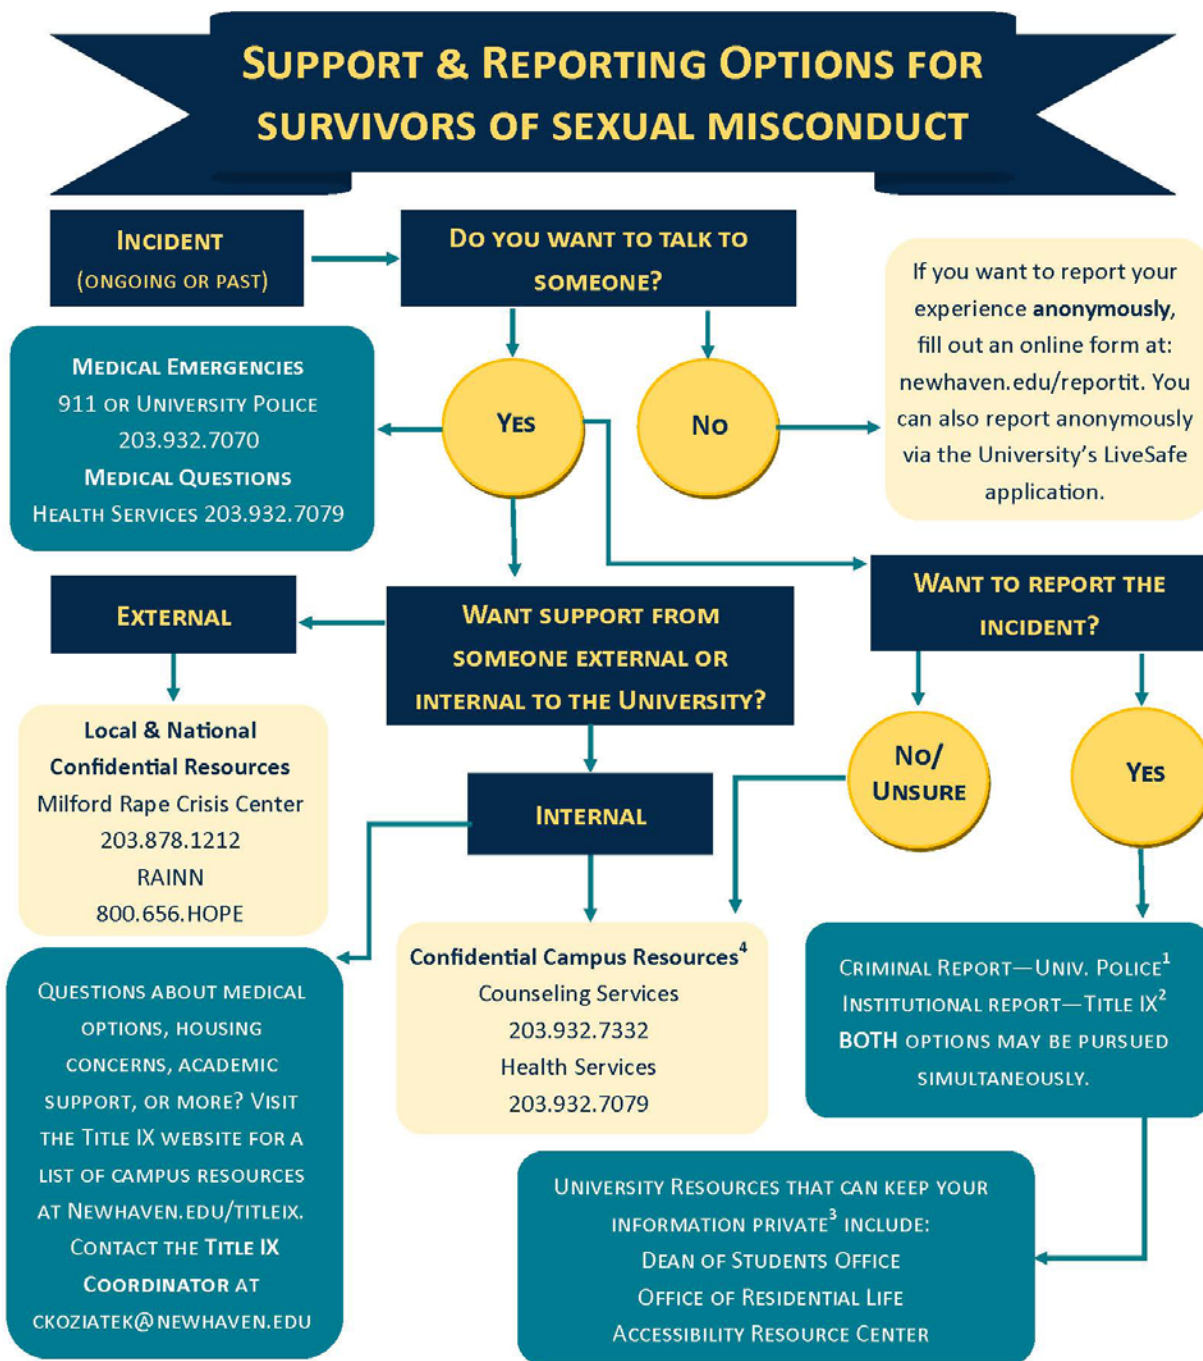 Support & Reporting Options for
survivors of sexual misconduct
Incident
(ongoing or past)
Do you want to talk to
someone?
If you want to report your
experience anonymously,
fill out an online form at:
newhaven.edu/reportit. You
can also report anonymously
via the University's LiveSafe
application.
Medical Emergencies
911 or University Police
203.932.7070
Medical Questions
Health Services 203.932.7079
Yes
No
External
Want support from
someone external or
internal to the University?
Want to report the
incident?
Local & National
Confidential Resources
Milford Rape Crisis Center
203.878.1212
RAINN
800.656.HOPE
Internal
No/
Unsure
Yes
Questions about medical
options, housing
concerns, academic
support, or more? Visit
the Title IX website for a
list of campus resources
at Newhaven.edu/titleix.
Contact the Title IX
Coordinator at
ckoziatek@newhaven.edu
Confidential Campus Resources⁴
Counseling Services
203.932.7332
Health Services
203.932.7079
Criminal Report—Univ. Police¹
Institutional report—Title IX²
BOTH options may be pursued
simultaneously.
University Resources that can keep your
information private³ include:
Dean of Students Office
Office of Residential Life
Accessibility Resource Center